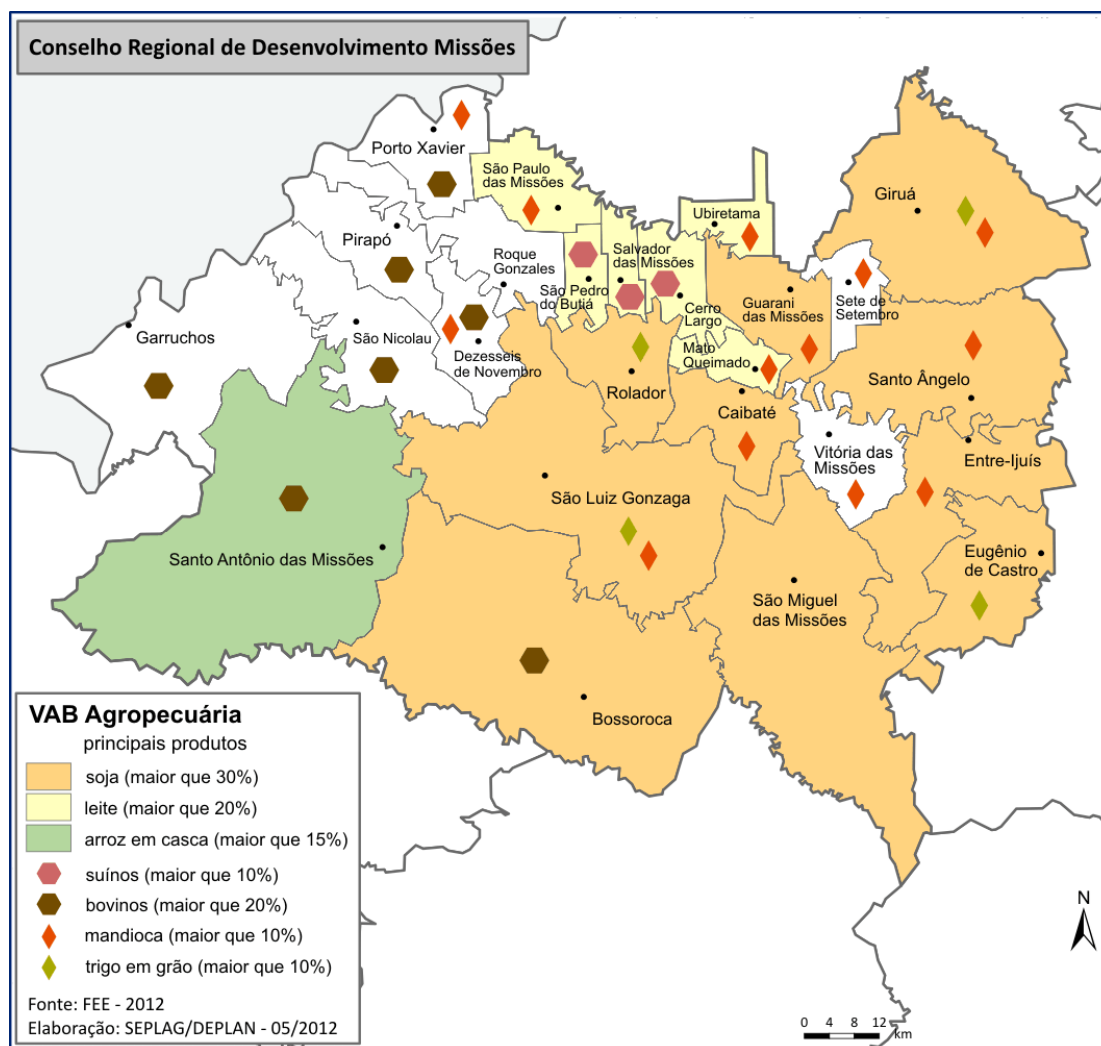 Conselho Regional de Desenvolvimento Missões
Porto Xavier
São Paulo
das Missões
Giruá
Ubiretama
Pirapó
Roque
Gonzales
Salvador
das Missões
São Pedro
do Butiá
Cerro
Largo
Guarani
das Missões
Sete de
Setembro
Garruchos
São Nicolau
Dezesseis
de Novembro
Mato
Queimado
Rolador
Caibaté
Santo Ângelo
Vitória das
Missões
Entre-Ijuís
São Luiz Gonzaga
Santo Antônio das Missões
Eugênio
de Castro
São Miguel
das Missões
Bossoroca
VAB Agropecuária
principais produtos
soja (maior que 30%)
leite (maior que 20%)
arroz em casca (maior que 15%)
suínos (maior que 10%)
bovinos (maior que 20%)
mandioca (maior que 10%)
trigo em grão (maior que 10%)
Fonte: FEE - 2012
Elaboração: SEPLAG/DEPLAN - 05/2012
N
0 4 8 12 km